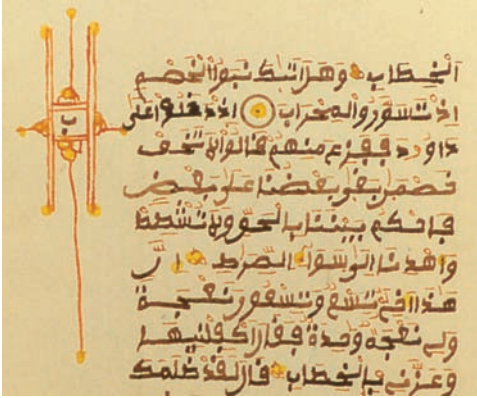 الخطاب وهل اتيك نبؤا الخصم
اذ تسوروا المحراب اذ دخلوا على
داود ففزع منهم قالوا لا تخف
خصمن بغى بعضنا على بعض
فاحكم بيننا بالحق ولا تشطط
واهدنا الى سوا الصرط ان
هذا اخى تسع وتسعون نعجة
ولى نعجة وحدة فقال اكفلنيها
وعزنى فى الخطاب قال لقد ظلمك
ب